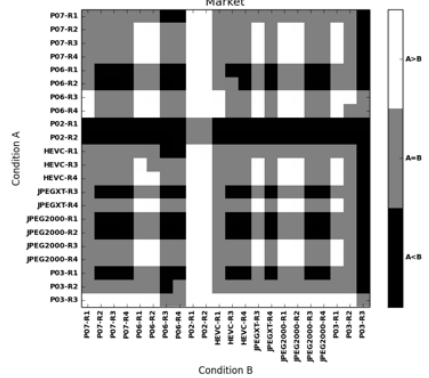 Market
P07-R1
P07-R2
P07-R3
P07-R4
P06-R1
P06-R2
P06-R3
P06-R4
P02-R1
P02-R2
HEVC-R1
HEVC-R3
HEVC-R4
JPEGXT-R3
JPEGXT-R4
JPEG2000-R1
JPEG2000-R2
JPEG2000-R3
JPEG2000-R4
P03-R1
P03-R2
P03-R3
Condition A
P07-R1
P07-R2
P07-R3
P07-R4
P06-R1
P06-R2
P06-R3
P06-R4
P02-R1
P02-R2
HEVC-R1
HEVC-R3
HEVC-R4
JPEGXT-R3
JPEGXT-R4
JPEG2000-R1
JPEG2000-R2
JPEG2000-R3
JPEG2000-R4
P03-R1
P03-R2
P03-R3
Condition B
A>B
A=B
A<B